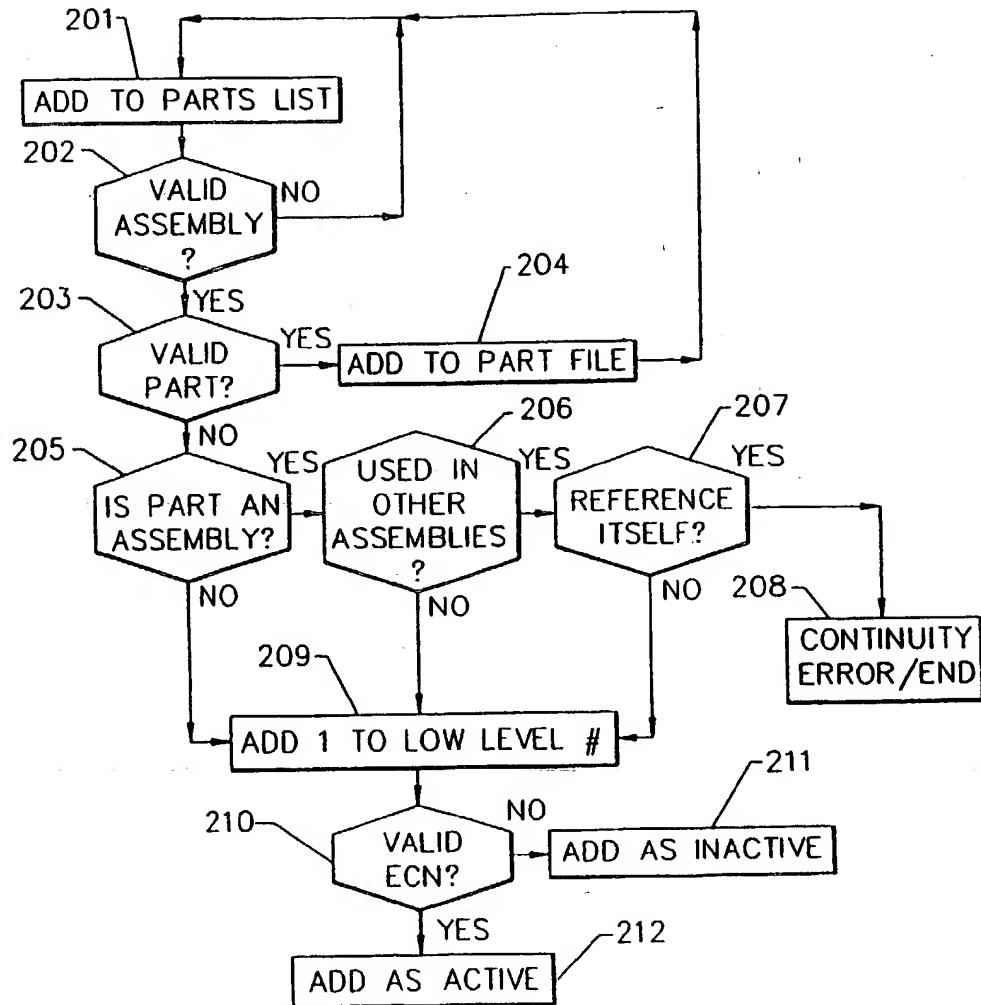 201
ADD TO PARTS LIST
202
VALID
ASSEMBLY
?
NO
YES
203
VALID
PART?
YES
204
ADD TO PART FILE
NO
205
IS PART AN
ASSEMBLY?
YES
206
USED IN
OTHER
ASSEMBLIES
?
YES
207
REFERENCE
ITSELF?
YES
NO
NO
NO
208
CONTINUITY
ERROR/END
209
ADD 1 TO LOW LEVEL #
210
VALID
ECN?
NO
211
ADD AS INACTIVE
YES
212
ADD AS ACTIVE